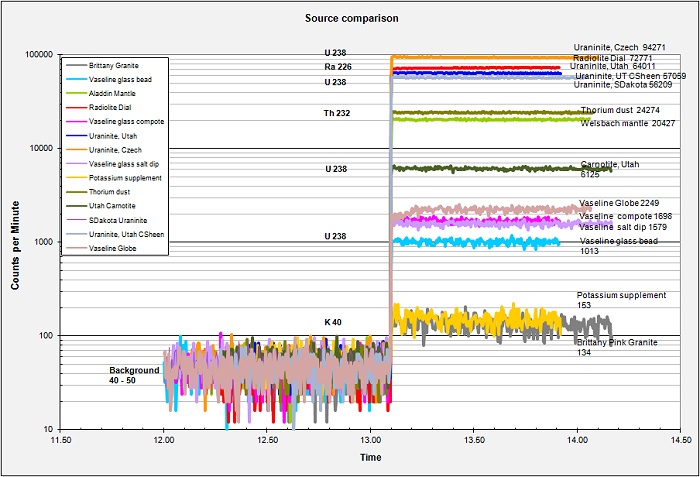 Source comparison
Counts per Minute
100000
10000
1000
100
10
11.50
12.00
12.50
13.00
13.50
14.00
14.50
Time
Brittany Granite
Vaseline glass bead
Aladdin Mantle
Radiolite Dial
Vaseline glass compote
Uraninite, Utah
Uraninite, Czech
Vaseline glass salt dip
Potassium supplement
Thorium dust
Utah Carnotite
SDakota Uraninite
Uraninite, Utah CSheen
Vaseline Globe
U 238
Ra 226
U 238
Th 232
U 238
U 238
K 40
Background
40 - 50
Uraninite, Czech 94271
Radiolite Dial 72771
Uraninite, Utah 64011
Uraninite, UT CSheen 57059
Uraninite, SDakota 56209
Thorium dust 24274
Welsbach mantle 20427
Carnotite, Utah
6125
Vaseline Globe 2249
Vaseline compote 1698
Vaseline salt dip 1579
Vaseline glass bead
1013
Potassium supplement
153
Brittany Pink Granite
134